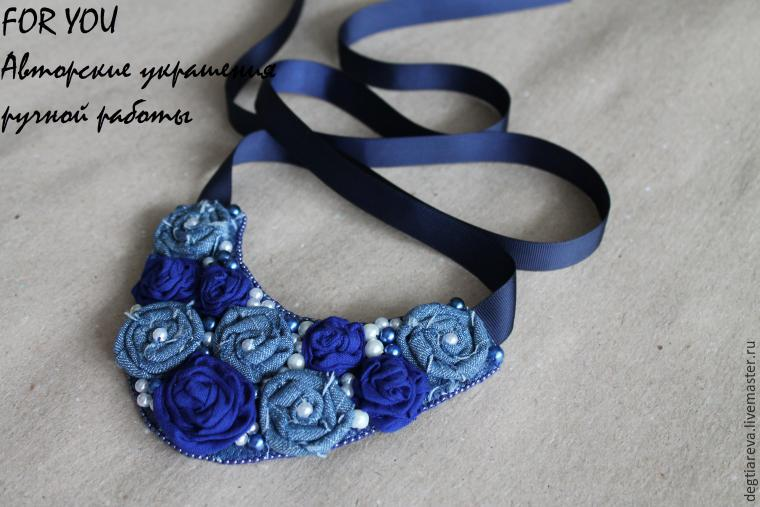 FOR YOU
Авторские украшения
ручной работы
degtiareva.livemaster.ru